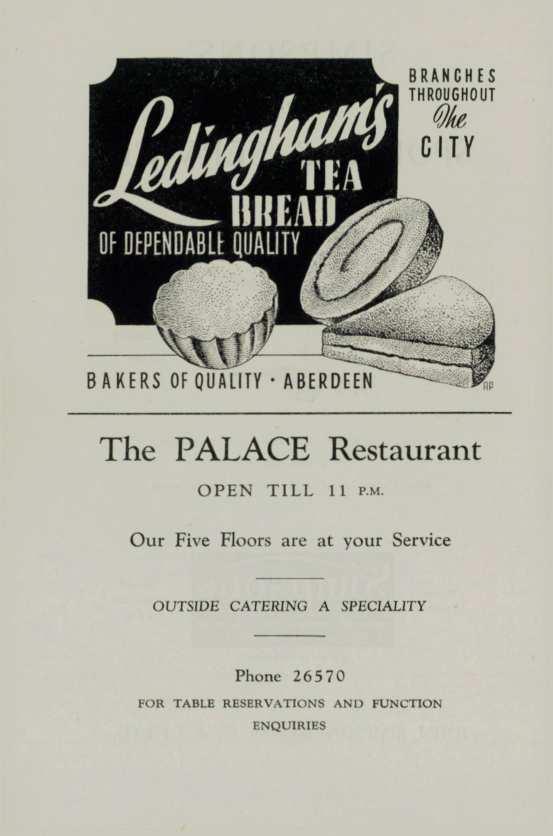 Ledingham's
TEA
BREAD
OF DEPENDABLE QUALITY
BRANCHES
THROUGHOUT
The
CITY
BAKERS OF QUALITY · ABERDEEN
RP
The PALACE Restaurant
OPEN TILL 11 P.M.
Our Five Floors are at your Service
OUTSIDE CATERING A SPECIALITY
Phone 26570
FOR TABLE RESERVATIONS AND FUNCTION
ENQUIRIES